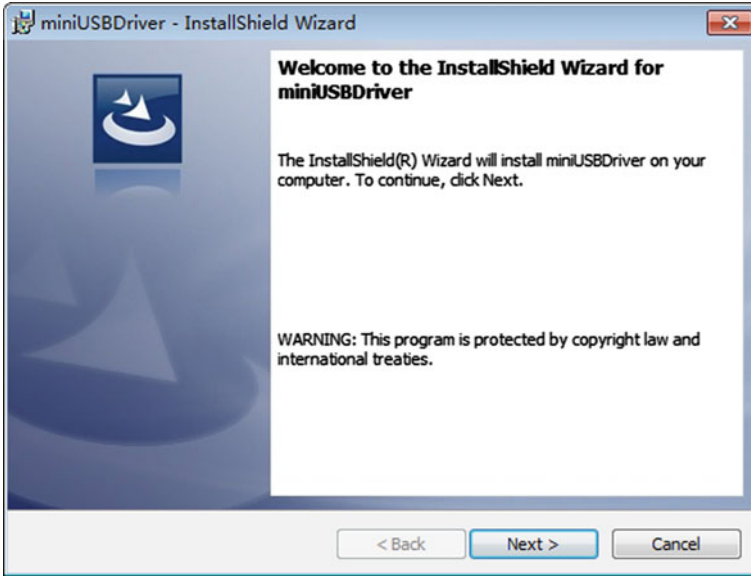 miniUSBDriver - InstallShield Wizard
Welcome to the InstallShield Wizard for
miniUSBDriver
The InstallShield(R) Wizard will install miniUSBDriver on your
computer. To continue, click Next.
WARNING: This program is protected by copyright law and
international treaties.
< Back Next > Cancel